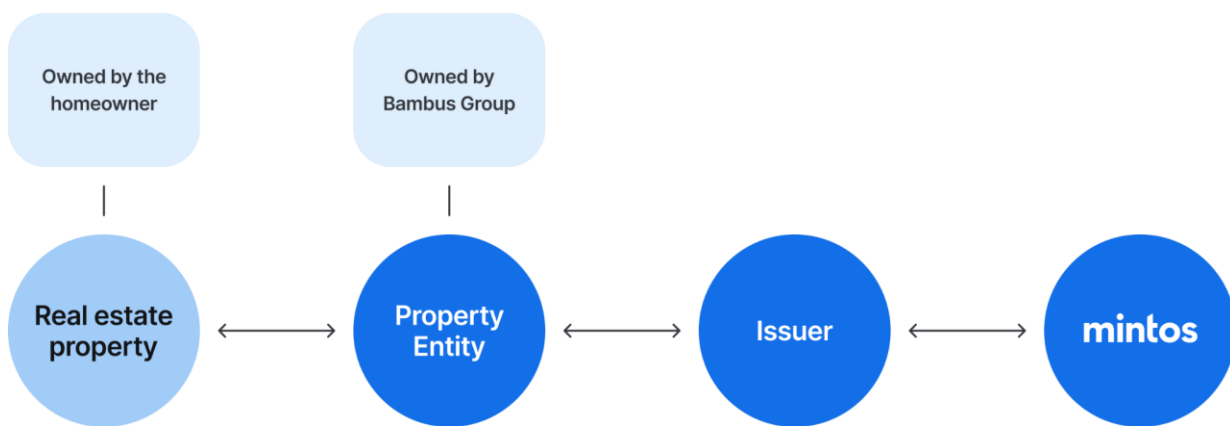 Owned by the
homeowner
Owned by
Bambus Group
Real estate
property
Property
Entity
Issuer
mintos